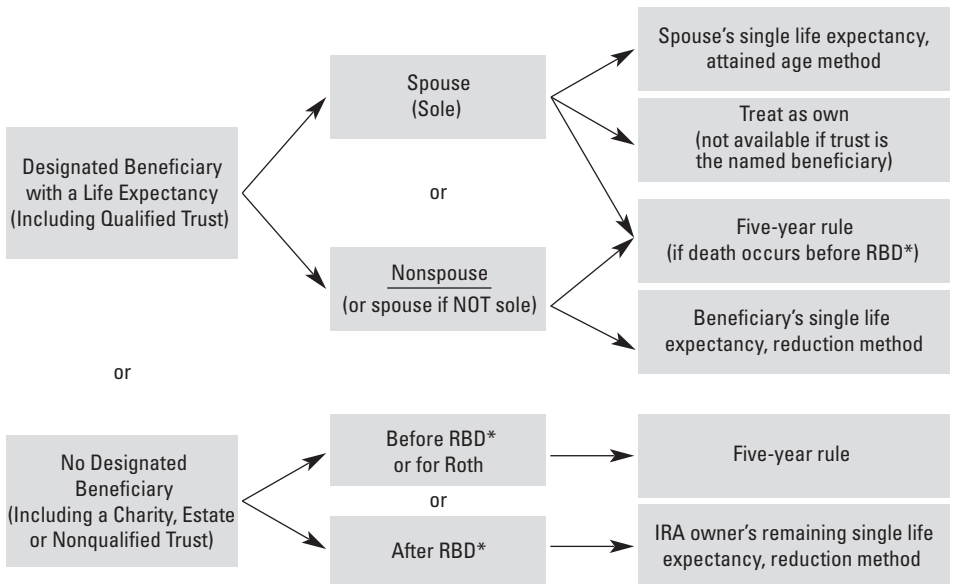 Designated Beneficiary
with a Life Expectancy
(Including Qualified Trust)
Spouse
(Sole)
or
Nonspouse
(or spouse if NOT sole)
Spouse's single life expectancy,
attained age method
Treat as own
(not available if trust is
the named beneficiary)
Five-year rule
(if death occurs before RBD*)
Beneficiary's single life
expectancy, reduction method
or
No Designated
Beneficiary
(Including a Charity, Estate
or Nonqualified Trust)
Before RBD*
or for Roth
or
After RBD*
Five-year rule
IRA owner's remaining single life
expectancy, reduction method